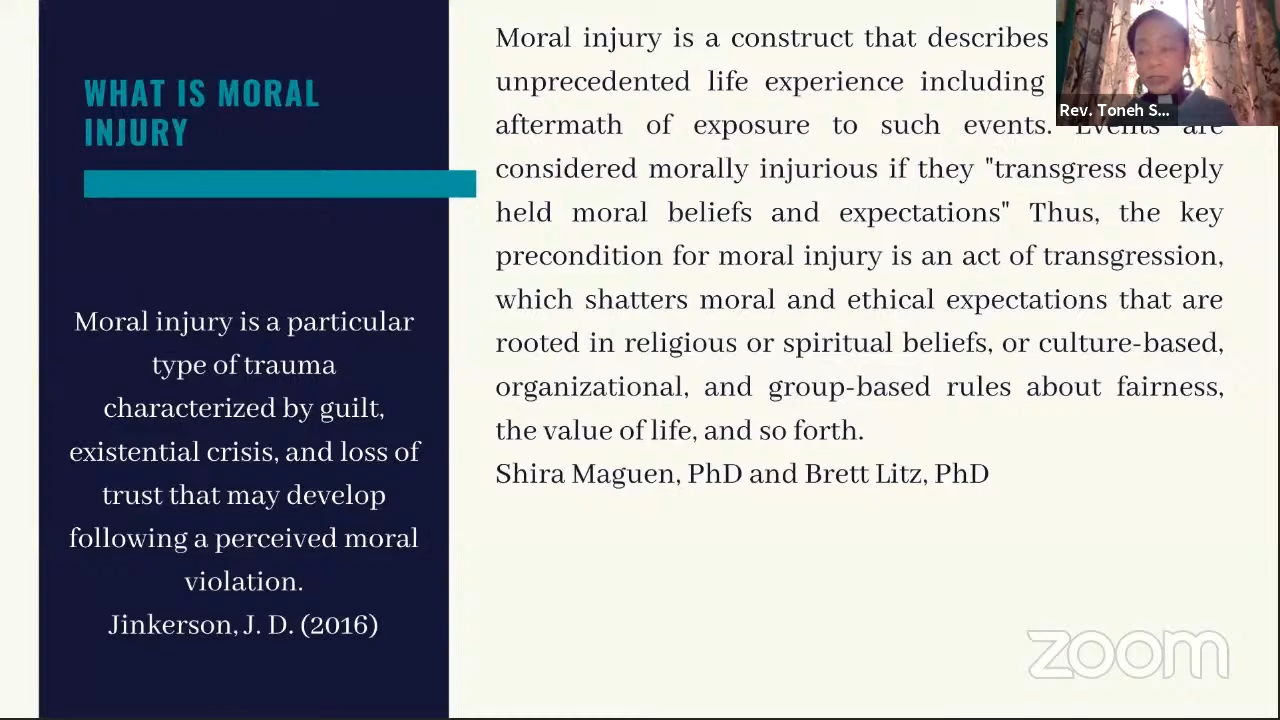 WHAT IS MORAL
INJURY
Moral injury is a particular
type of trauma
characterized by guilt,
existential crisis, and loss of
trust that may develop
following a perceived moral
violation.
Jinkerson, J. D. (2016)
Moral injury is a construct that describes
unprecedented life experience including
aftermath of exposure to such events. Events are
considered morally injurious if they "transgress deeply
held moral beliefs and expectations" Thus, the key
precondition for moral injury is an act of transgression,
which shatters moral and ethical expectations that are
rooted in religious or spiritual beliefs, or culture-based,
organizational, and group-based rules about fairness,
the value of life, and so forth.
Shira Maguen, PhD and Brett Litz, PhD
Rev. Toneh S...
zoom